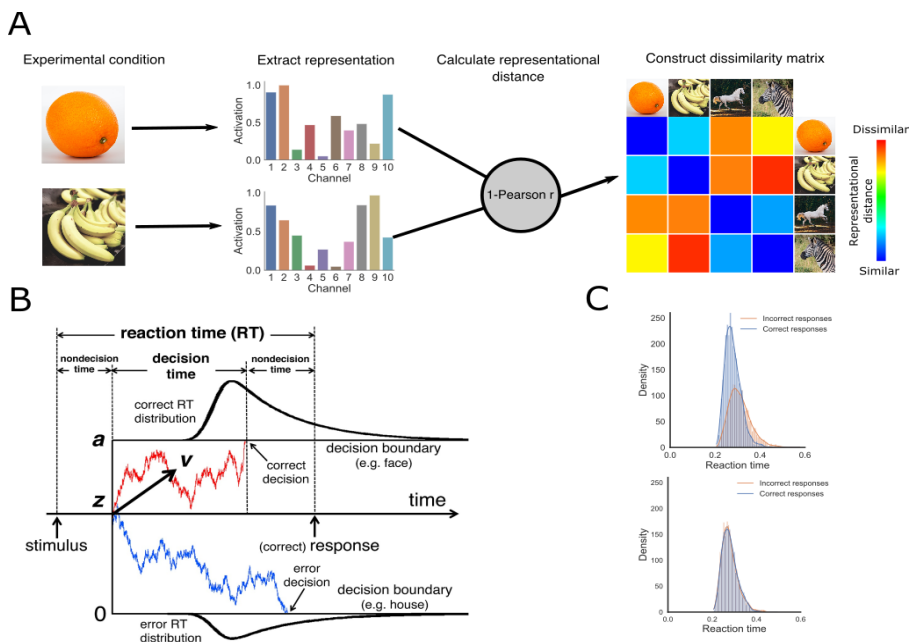 A
Experimental condition
Extract representation
Calculate representational
distance
Construct dissimilarity matrix
Activation
1.0
0.5
0.0
1 2 3 4 5 6 7 8 9 10
Channel
Activation
1.0
0.5
0.0
1 2 3 4 5 6 7 8 9 10
Channel
1-Pearson r
Dissimilar
Representational
distance
Similar
B
reaction time (RT)
nondecision
time
decision
time
nondecision
time
correct RT
distribution
a
decision boundary
(e.g. face)
correct
decision
v
z
time
stimulus
(correct) response
error
decision
decision boundary
(e.g. house)
0
error RT
distribution
C
Incorrect responses
Correct responses
Density
250
200
150
100
50
0
0.0 0.2 0.4 0.6
Reaction time
Incorrect responses
Correct responses
Density
250
200
150
100
50
0
0.0 0.2 0.4 0.6
Reaction time